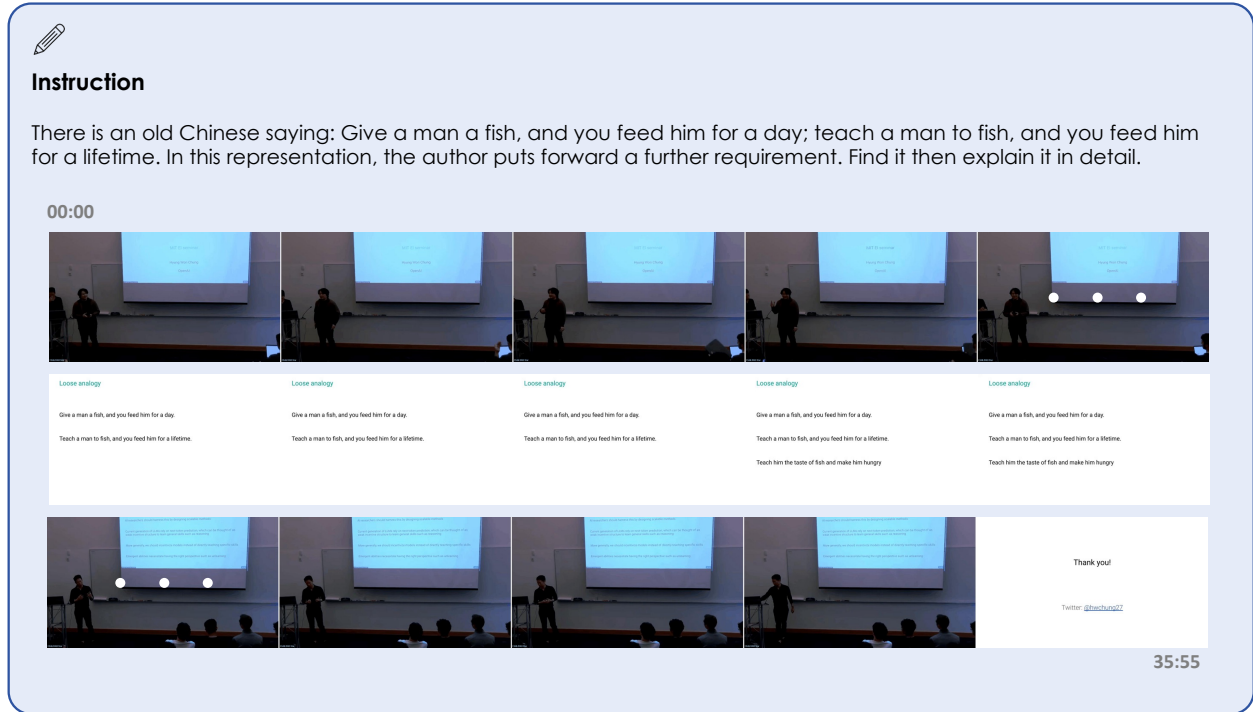 Instruction
There is an old Chinese saying: Give a man a fish, and you feed him for a day; teach a man to fish, and you feed him
for a lifetime. In this representation, the author puts forward a further requirement. Find it then explain it in detail.
00:00
Loose analogy
Give a man a fish, and you feed him for a day.
Teach a man to fish, and you feed him for a lifetime.
Loose analogy
Give a man a fish, and you feed him for a day.
Teach a man to fish, and you feed him for a lifetime.
Loose analogy
Give a man a fish, and you feed him for a day.
Teach a man to fish, and you feed him for a lifetime.
Loose analogy
Give a man a fish, and you feed him for a day.
Teach a man to fish, and you feed him for a lifetime.
Teach him the taste of fish and make him hungry
Loose analogy
Give a man a fish, and you feed him for a day.
Teach a man to fish, and you feed him for a lifetime.
Teach him the taste of fish and make him hungry
Thank you!
Twitter: @hwchung27
35:55